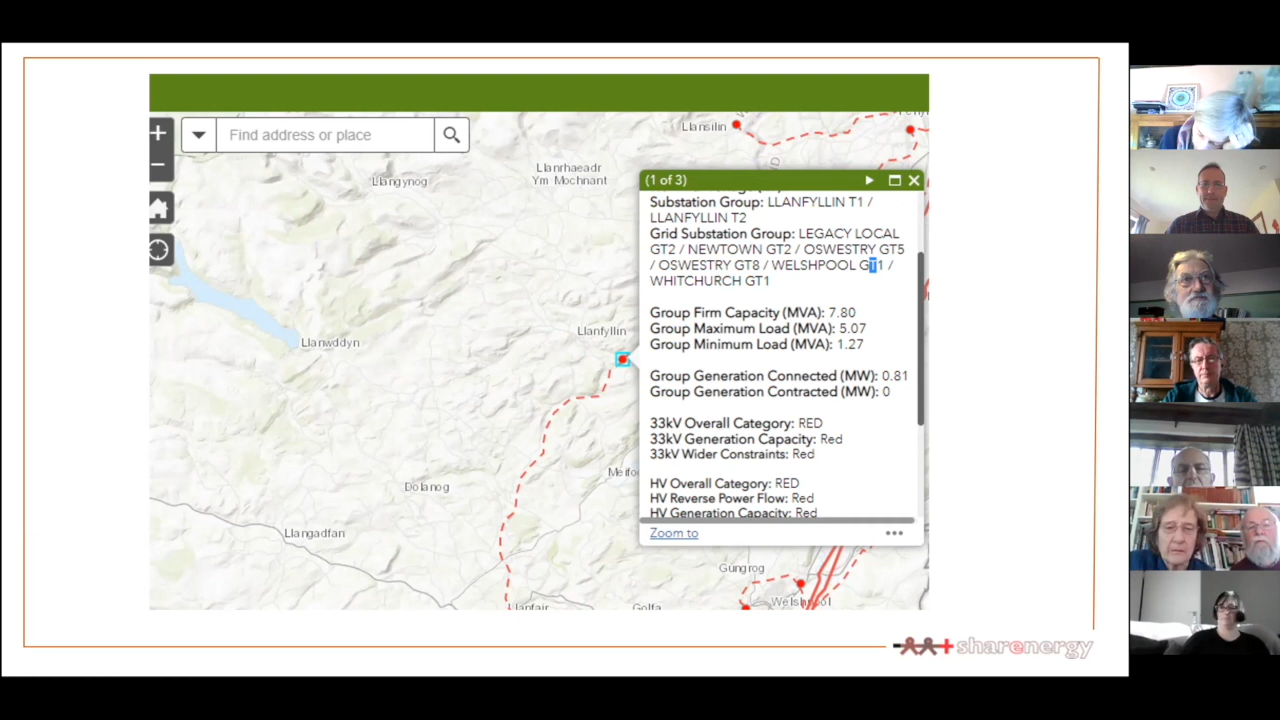 Find address or place
Llansilin
Llanrhaeadr
Ym Mochnant
Llangynog
(1 of 3)
Substation Group: LLANFYLLIN T1 /
LLANFYLLIN T2
Grid Substation Group: LEGACY LOCAL
GT2 / NEWTOWN GT2 / OSWESTRY GT5
/ OSWESTRY GT8 / WELSHPOOL GT1 /
WHITCHURCH GT1
Group Firm Capacity (MVA): 7.80
Group Maximum Load (MVA): 5.07
Group Minimum Load (MVA): 1.27
Group Generation Connected (MW): 0.81
Group Generation Contracted (MW): 0
33kV Overall Category: RED
33kV Generation Capacity: Red
33kV Wider Constraints: Red
HV Overall Category: RED
HV Reverse Power Flow: Red
HV Generation Capacity: Red
Zoom to
Llanfyllin
Llanwddyn
Meifo
Dolanog
Llangadfan
Gungrog
Welshpool
Llanfair
Golfa
sharenergy